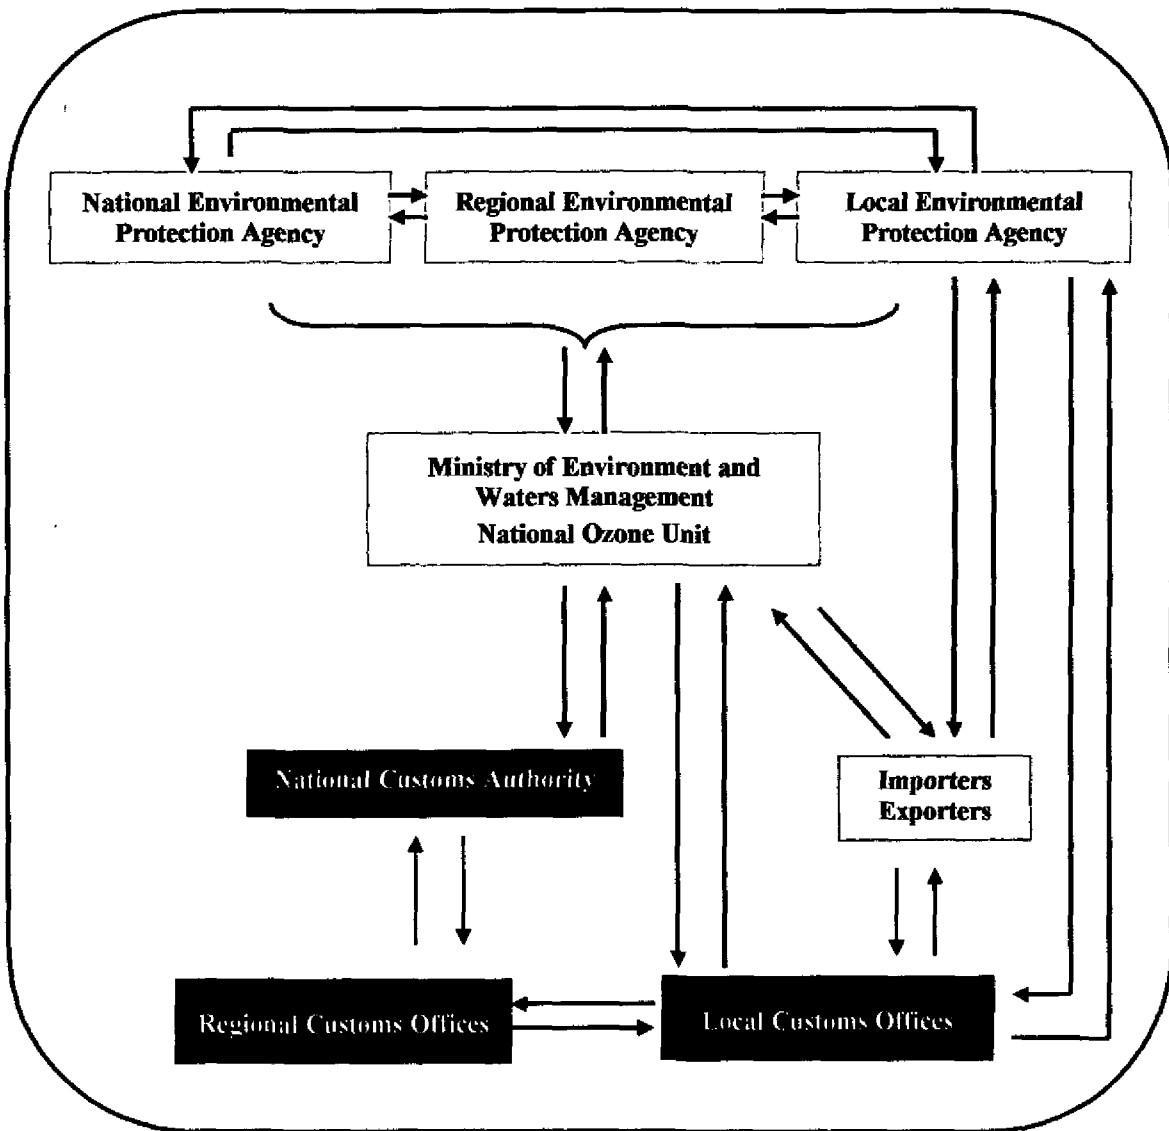 National Environmental
Protection Agency
Regional Environmental
Protection Agency
Local Environmental
Protection Agency
Ministry of Environment and
Waters Management
National Ozone Unit
National Customs Authority
Importers
Exporters
Regional Customs Offices
Local Customs Offices